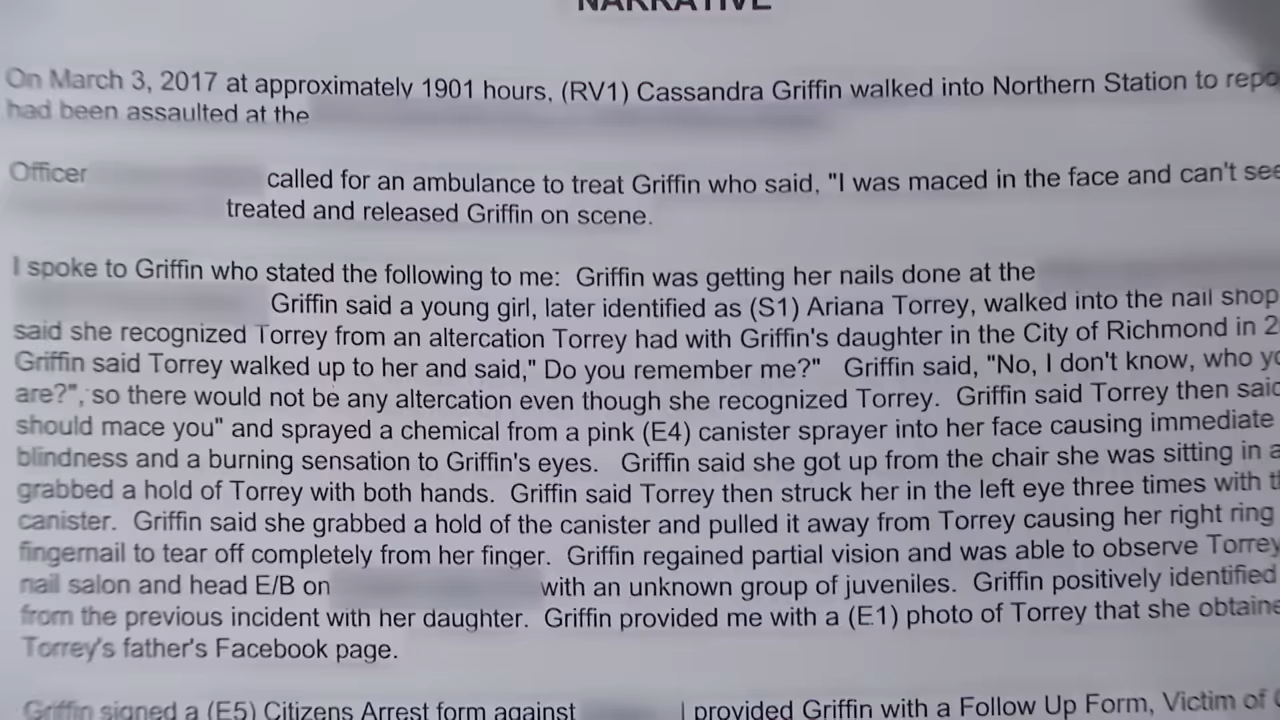 NARRATIVE
On March 3, 2017 at approximately 1901 hours, (RV1) Cassandra Griffin walked into Northern Station to repo
had been assaulted at the
Officer called for an ambulance to treat Griffin who said, "I was maced in the face and can't see
treated and released Griffin on scene.
I spoke to Griffin who stated the following to me: Griffin was getting her nails done at the
Griffin said a young girl, later identified as (S1) Ariana Torrey, walked into the nail shop
said she recognized Torrey from an altercation Torrey had with Griffin's daughter in the City of Richmond in 2
Griffin said Torrey walked up to her and said," Do you remember me?" Griffin said, "No, I don't know, who yo
are?", so there would not be any altercation even though she recognized Torrey. Griffin said Torrey then said
should mace you" and sprayed a chemical from a pink (E4) canister sprayer into her face causing immediate
blindness and a burning sensation to Griffin's eyes. Griffin said she got up from the chair she was sitting in a
grabbed a hold of Torrey with both hands. Griffin said Torrey then struck her in the left eye three times with t
canister. Griffin said she grabbed a hold of the canister and pulled it away from Torrey causing her right ring
fingernail to tear off completely from her finger. Griffin regained partial vision and was able to observe Torrey
nail salon and head E/B on with an unknown group of juveniles. Griffin positively identified
from the previous incident with her daughter. Griffin provided me with a (E1) photo of Torrey that she obtaine
Torrey's father's Facebook page.
Griffin signed a (E5) Citizens Arrest form against I provided Griffin with a Follow Up Form, Victim of